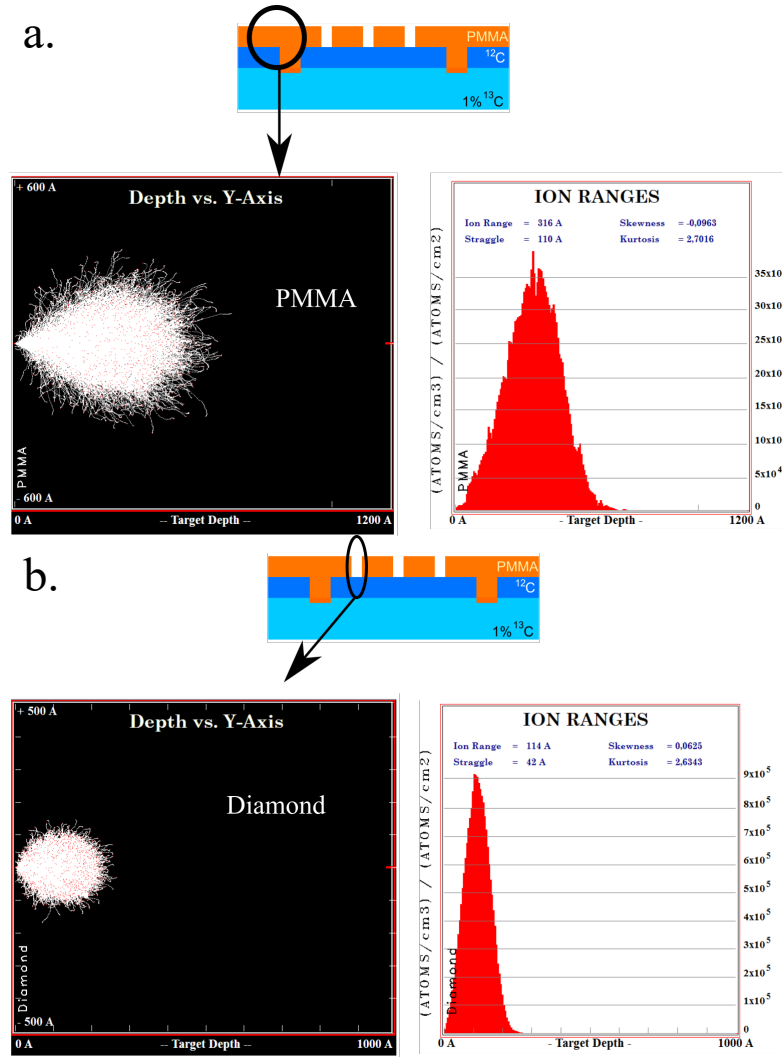 a.
PMMA
12C
1% 13C
+ 600 A
Depth vs. Y-Axis
PMMA
PMMA
- 600 A
0 A
-- Target Depth --
1200 A
ION RANGES
Ion Range = 316 A Skewness = -0,0963
Straggle = 110 A Kurtosis = 2,7016
(ATOMS/cm3) / (ATOMS/cm2)
35x10
30x10
25x10
20x10
15x10
10x10
5x10^4
0
PMMA
0 A
- Target Depth -
1200 A
b.
PMMA
12C
1% 13C
+ 500 A
Depth vs. Y-Axis
Diamond
Diamond
-500 A
0 A
-- Target Depth --
1000 A
ION RANGES
Ion Range = 114 A Skewness = 0,0625
Straggle = 42 A Kurtosis = 2,6343
(ATOMS/cm3) / (ATOMS/cm2)
9x10^5
8x10^5
7x10^5
6x10^5
5x10^5
4x10^5
3x10^5
2x10^5
1x10^5
0
Diamond
0 A
- Target Depth -
1000 A